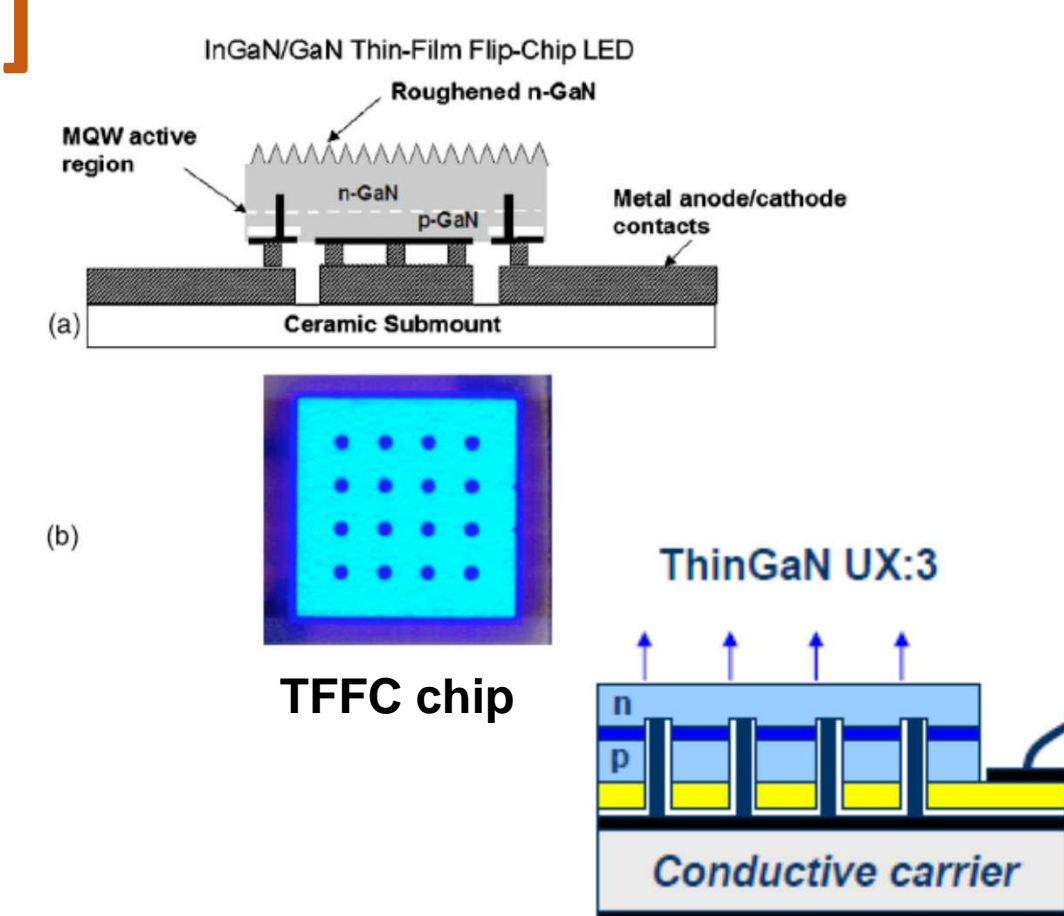 InGaN/GaN Thin-Film Flip-Chip LED
Roughened n-GaN
MQW active
region
n-GaN
p-GaN
Metal anode/cathode
contacts
(a)
Ceramic Submount
(b)
TFFC chip
ThinGaN UX:3
n
p
Conductive carrier